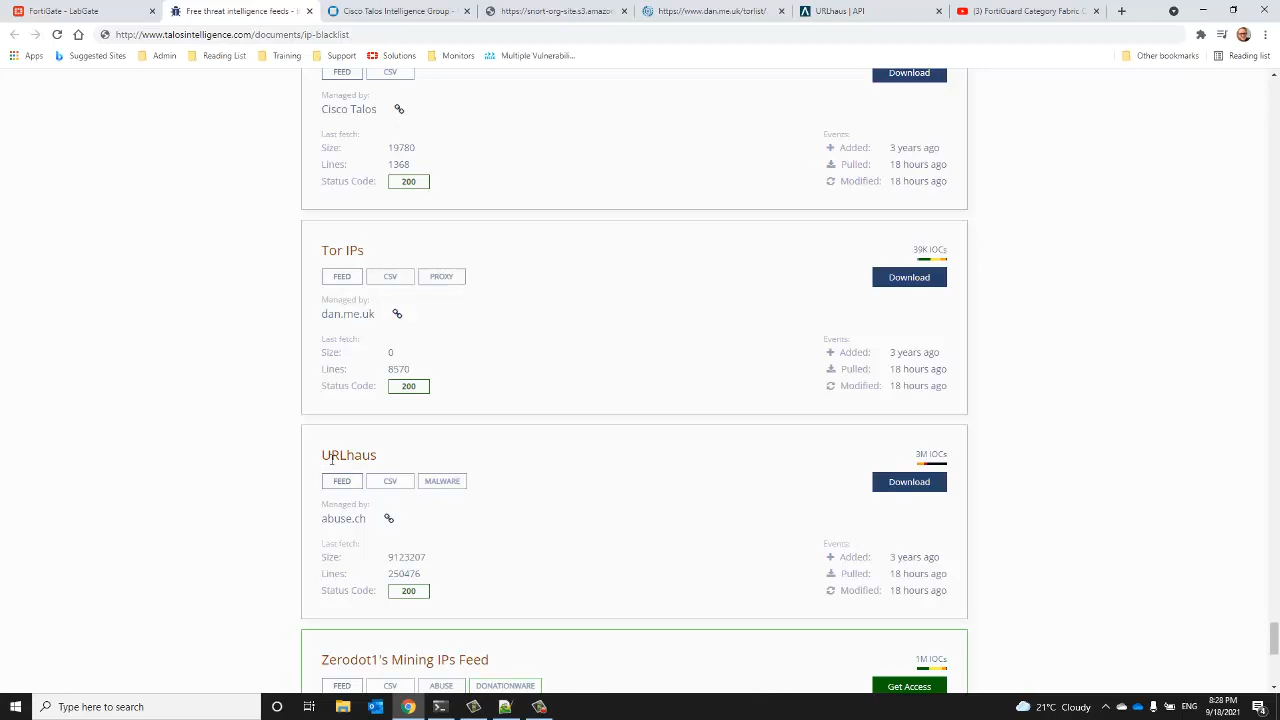 FortiGate - LabGate
Free threat intelligence feeds - t
Cisco Talos Intelligence Group -
https://snort-org-site.s3.amazon
https://www.dan.me.uk/torlist/
URLhaus | API
(3) FortiGuard Category Fabric C
http://www.talosintelligence.com/documents/ip-blacklist
Apps
Suggested Sites
Admin
Reading List
Training
Solutions
Support
Monitors
Multiple Vulnerabili...
Other bookmarks
Reading list
FEED CSV
Download
Managed by:
Cisco Talos
Last fetch: Events:
Size: 19780 Added: 3 years ago
Lines: 1368 Pulled: 18 hours ago
Status Code: 200 Modified: 18 hours ago
Tor IPs 39K IOCs
FEED CSV PROXY Download
Managed by:
dan.me.uk
Last fetch: Events:
Size: 0 Added: 3 years ago
Lines: 8570 Pulled: 18 hours ago
Status Code: 200 Modified: 18 hours ago
URLhaus 3M IOCs
FEED CSV MALWARE Download
Managed by:
abuse.ch
Last fetch: Events:
Size: 9123207 Added: 3 years ago
Lines: 250476 Pulled: 18 hours ago
Status Code: 200 Modified: 18 hours ago
Zerodot1's Mining IPs Feed 1M IOCs
FEED CSV ABUSE DONATIONWARE Get Access
Type here to search
21°C Cloudy
8:28 PM
9/18/2021